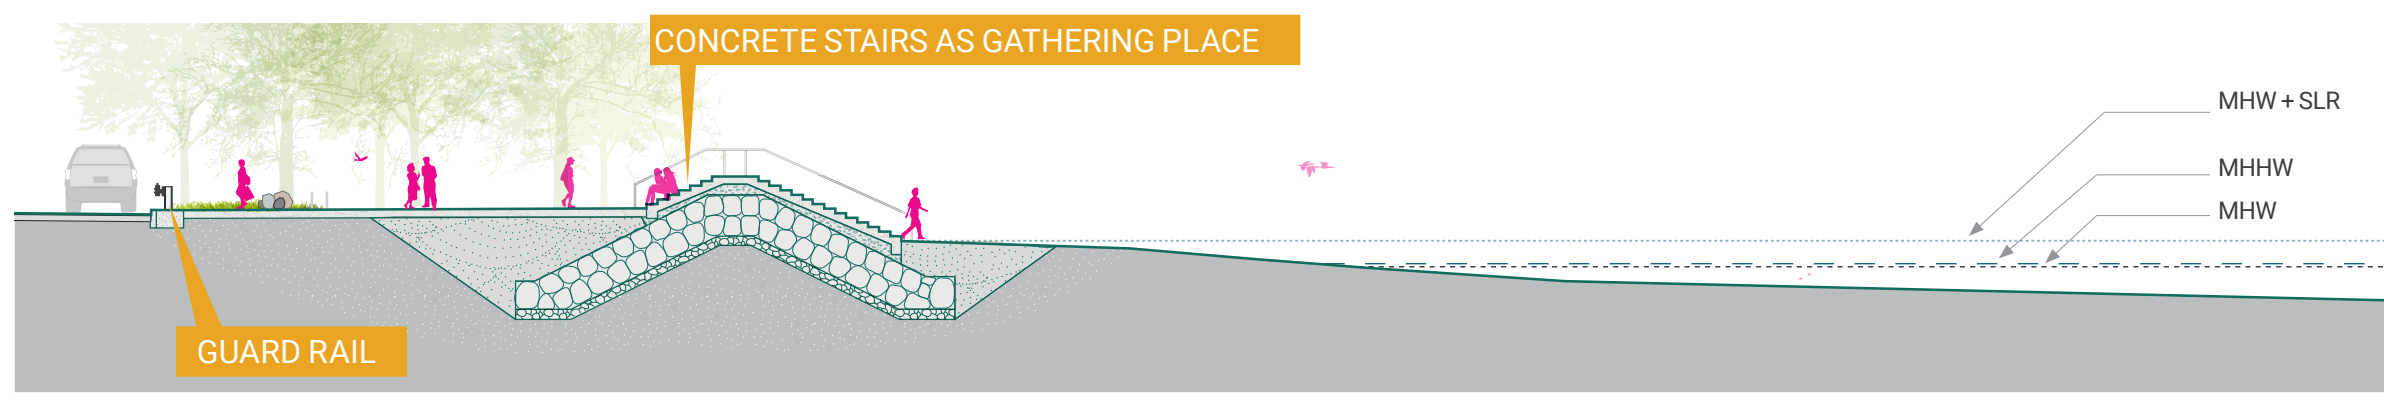 CONCRETE STAIRS AS GATHERING PLACE
MHW + SLR
MHHW
MHW
GUARD RAIL